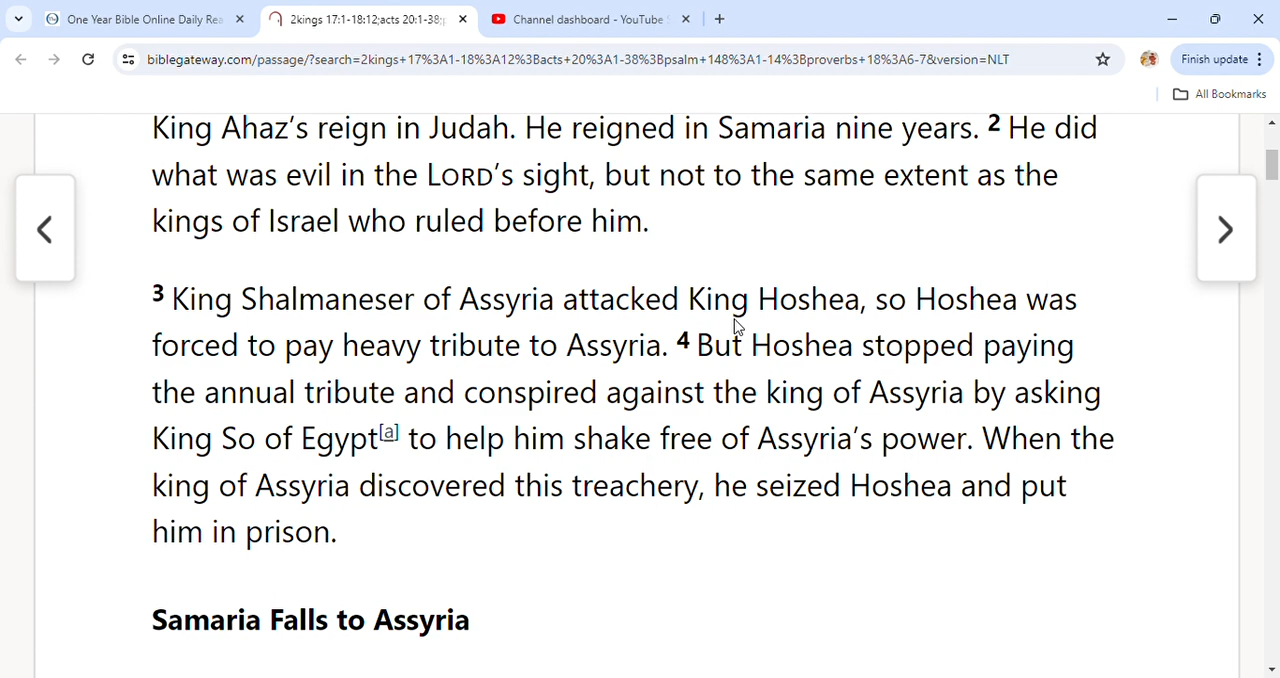 One Year Bible Online Daily Rea
2kings 17:1-18:12;acts 20:1-38;
Channel dashboard - YouTube
biblegateway.com/passage/?search=2kings+17%3A1-18%3A12%3Bacts+20%3A1-38%3Bpsalm+148%3A1-14%3Bproverbs+18%3A6-7&version=NLT
Finish update
All Bookmarks
King Ahaz’s reign in Judah. He reigned in Samaria nine years. 2 He did
what was evil in the LORD’s sight, but not to the same extent as the
kings of Israel who ruled before him.
3 King Shalmaneser of Assyria attacked King Hoshea, so Hoshea was
forced to pay heavy tribute to Assyria. 4 But Hoshea stopped paying
the annual tribute and conspired against the king of Assyria by asking
King So of Egypt[a] to help him shake free of Assyria’s power. When the
king of Assyria discovered this treachery, he seized Hoshea and put
him in prison.
Samaria Falls to Assyria